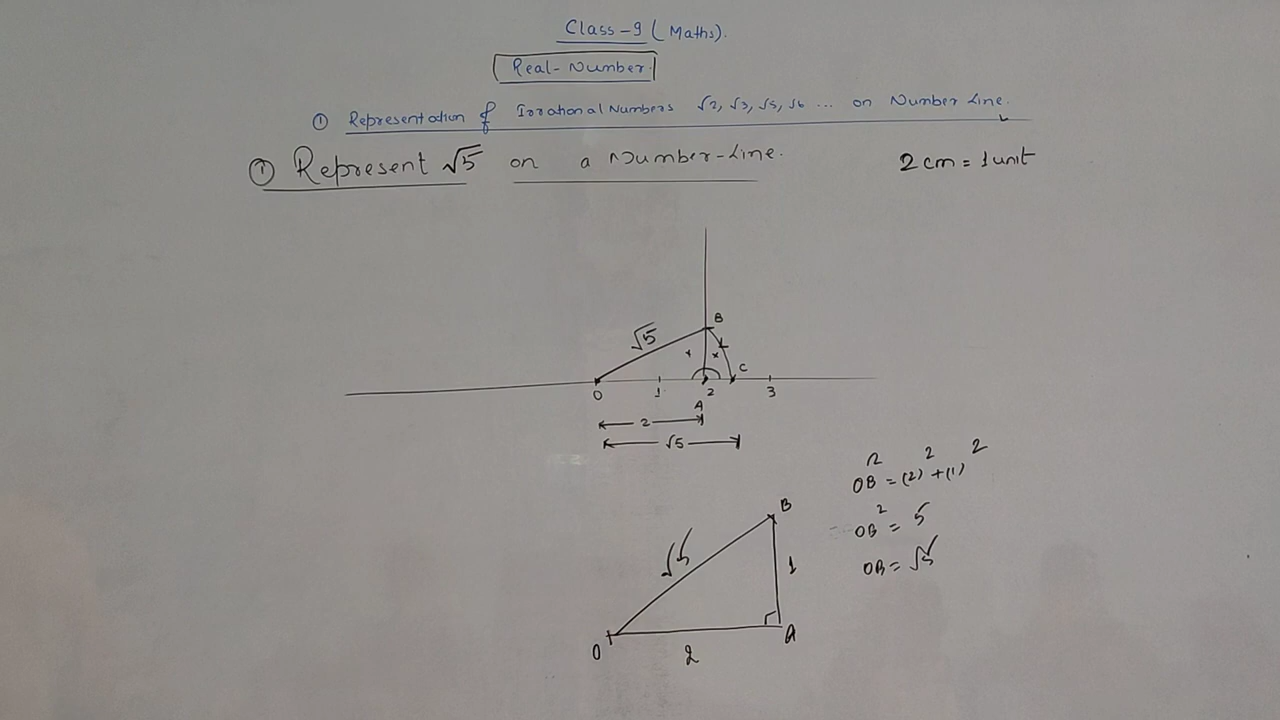 Class-9 (Maths).
Real-Number.
① Representation of Irrational Numbers √2, √3, √5, √6 ... on Number Line.
① Represent √5 on a Number-Line.
2 cm = 1 unit
B
√5
x x
C
0 1 2 3
A
2
√5
OB² = (2)² + (1)²
B
OB² = 5
√5
1
OB = √5
O
2
A